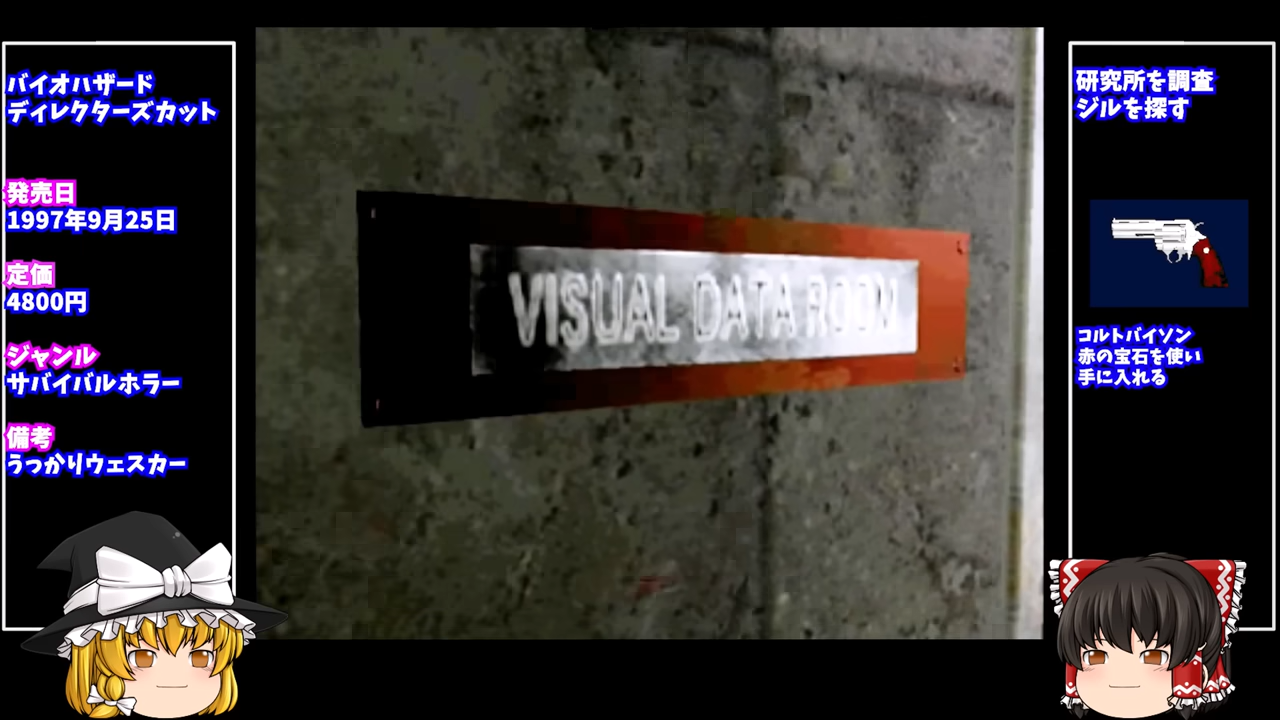 バイオハザード
ディレクターズカット
発売日
1997年9月25日
定価
4800円
ジャンル
サバイバルホラー
備考
うっかりウェスカー
VISUAL DATA ROOM
研究所を調査
ジルを探す
コルトパイソン
赤の宝石を使い
手に入れる